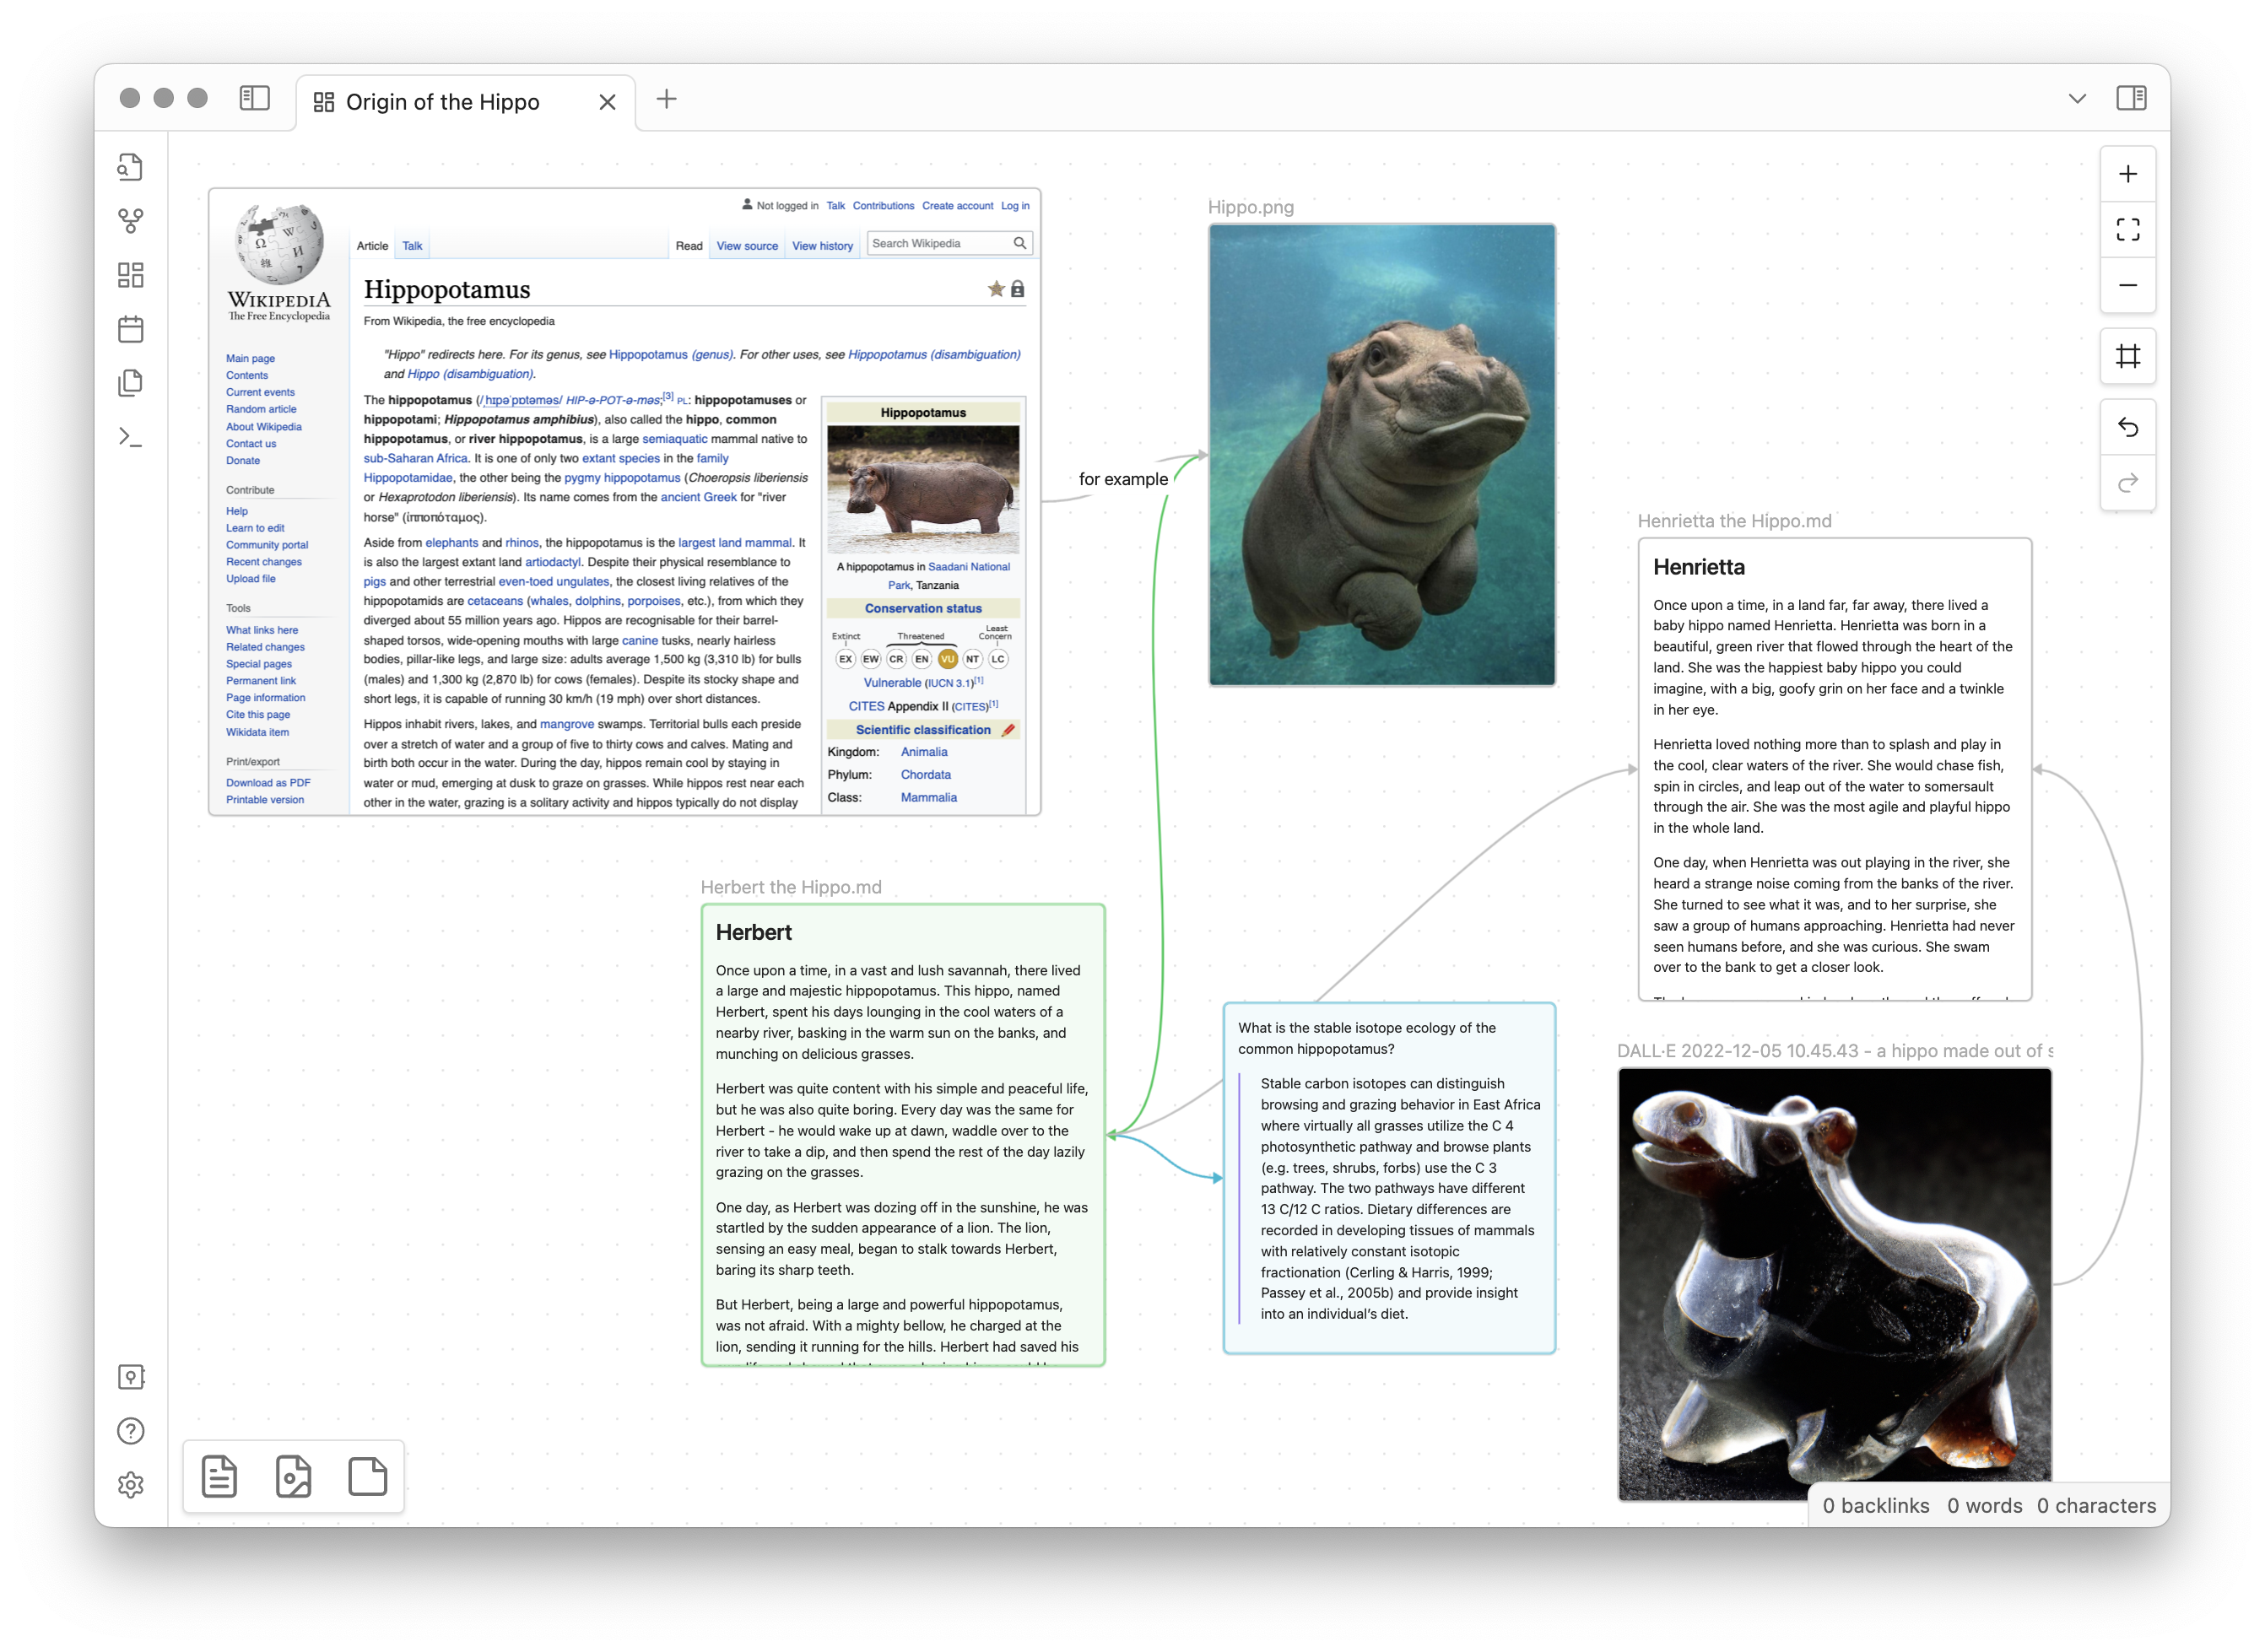 Origin of the Hippo
WIKIPEDIA
The Free Encyclopedia
Main page
Contents
Current events
Random article
About Wikipedia
Contact us
Donate
Contribute
Help
Learn to edit
Community portal
Recent changes
Upload file
Tools
What links here
Related changes
Special pages
Permanent link
Page information
Cite this page
Wikidata item
Print/export
Download as PDF
Printable version
Not logged in Talk Contributions Create account Log in
Article Talk Read View source View history Search Wikipedia
Hippopotamus
From Wikipedia, the free encyclopedia
"Hippo" redirects here. For its genus, see Hippopotamus (genus). For other uses, see Hippopotamus (disambiguation)
and Hippo (disambiguation).
The hippopotamus (/ˌhɪpəˈpɒtəməs/ HIP-ə-POT-ə-məs;[3] PL: hippopotamuses or
hippopotami; Hippopotamus amphibius), also called the hippo, common
hippopotamus, or river hippopotamus, is a large semiaquatic mammal native to
sub-Saharan Africa. It is one of only two extant species in the family
Hippopotamidae, the other being the pygmy hippopotamus (Choeropsis liberiensis
or Hexaprotodon liberiensis). Its name comes from the ancient Greek for "river
horse" (ἱπποπόταμος).
Aside from elephants and rhinos, the hippopotamus is the largest land mammal. It
is also the largest extant land artiodactyl. Despite their physical resemblance to
pigs and other terrestrial even-toed ungulates, the closest living relatives of the
hippopotamids are cetaceans (whales, dolphins, porpoises, etc.), from which they
diverged about 55 million years ago. Hippos are recognisable for their barrel-
shaped torsos, wide-opening mouths with large canine tusks, nearly hairless
bodies, pillar-like legs, and large size: adults average 1,500 kg (3,310 lb) for bulls
(males) and 1,300 kg (2,870 lb) for cows (females). Despite its stocky shape and
short legs, it is capable of running 30 km/h (19 mph) over short distances.
Hippos inhabit rivers, lakes, and mangrove swamps. Territorial bulls each preside
over a stretch of water and a group of five to thirty cows and calves. Mating and
birth both occur in the water. During the day, hippos remain cool by staying in
water or mud, emerging at dusk to graze on grasses. While hippos rest near each
other in the water, grazing is a solitary activity and hippos typically do not display
Hippopotamus
A hippopotamus in Saadani National
Park, Tanzania
Conservation status
Extinct Threatened Least
Concern
EX EW CR EN VU NT LC
Vulnerable (IUCN 3.1)[1]
CITES Appendix II (CITES)[1]
Scientific classification
Kingdom: Animalia
Phylum: Chordata
Class: Mammalia
for example
Hippo.png
Henrietta the Hippo.md
Henrietta
Once upon a time, in a land far, far away, there lived a
baby hippo named Henrietta. Henrietta was born in a
beautiful, green river that flowed through the heart of the
land. She was the happiest baby hippo you could
imagine, with a big, goofy grin on her face and a twinkle
in her eye.
Henrietta loved nothing more than to splash and play in
the cool, clear waters of the river. She would chase fish,
spin in circles, and leap out of the water to somersault
through the air. She was the most agile and playful hippo
in the whole land.
One day, when Henrietta was out playing in the river, she
heard a strange noise coming from the banks of the river.
She turned to see what it was, and to her surprise, she
saw a group of humans approaching. Henrietta had never
seen humans before, and she was curious. She swam
over to the bank to get a closer look.
Herbert the Hippo.md
Herbert
Once upon a time, in a vast and lush savannah, there lived
a large and majestic hippopotamus. This hippo, named
Herbert, spent his days lounging in the cool waters of a
nearby river, basking in the warm sun on the banks, and
munching on delicious grasses.
Herbert was quite content with his simple and peaceful life,
but he was also quite boring. Every day was the same for
Herbert - he would wake up at dawn, waddle over to the
river to take a dip, and then spend the rest of the day lazily
grazing on the grasses.
One day, as Herbert was dozing off in the sunshine, he was
startled by the sudden appearance of a lion. The lion,
sensing an easy meal, began to stalk towards Herbert,
baring its sharp teeth.
But Herbert, being a large and powerful hippopotamus,
was not afraid. With a mighty bellow, he charged at the
lion, sending it running for the hills. Herbert had saved his
What is the stable isotope ecology of the
common hippopotamus?
Stable carbon isotopes can distinguish
browsing and grazing behavior in East Africa
where virtually all grasses utilize the C 4
photosynthetic pathway and browse plants
(e.g. trees, shrubs, forbs) use the C 3
pathway. The two pathways have different
13 C/12 C ratios. Dietary differences are
recorded in developing tissues of mammals
with relatively constant isotopic
fractionation (Cerling & Harris, 1999;
Passey et al., 2005b) and provide insight
into an individual's diet.
DALL·E 2022-12-05 10.45.43 - a hippo made out of
0 backlinks 0 words 0 characters